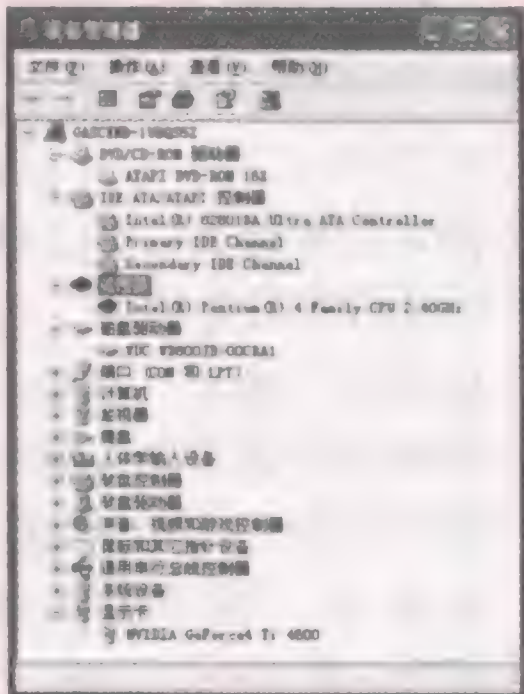 设备管理器
文件(F) 操作(A) 查看(V) 帮助(H)
DVD/CD-ROM 驱动器
ATAPI DVD-ROM 16X
IDE ATA/ATAPI 控制器
Intel(R) 82801BA Ultra ATA Controller
Primary IDE Channel
Secondary IDE Channel
处理器
Intel(R) Pentium(R) 4 Family CPU 2.40GHz
磁盘驱动器
WDC
端口 (COM 和 LPT)
计算机
监视器
键盘
人体学输入设备
软盘控制器
软盘驱动器
声音、视频和游戏控制器
鼠标和其它指针设备
通用串行总线控制器
系统设备
显示卡
NVIDIA GeForce4 Ti 4600